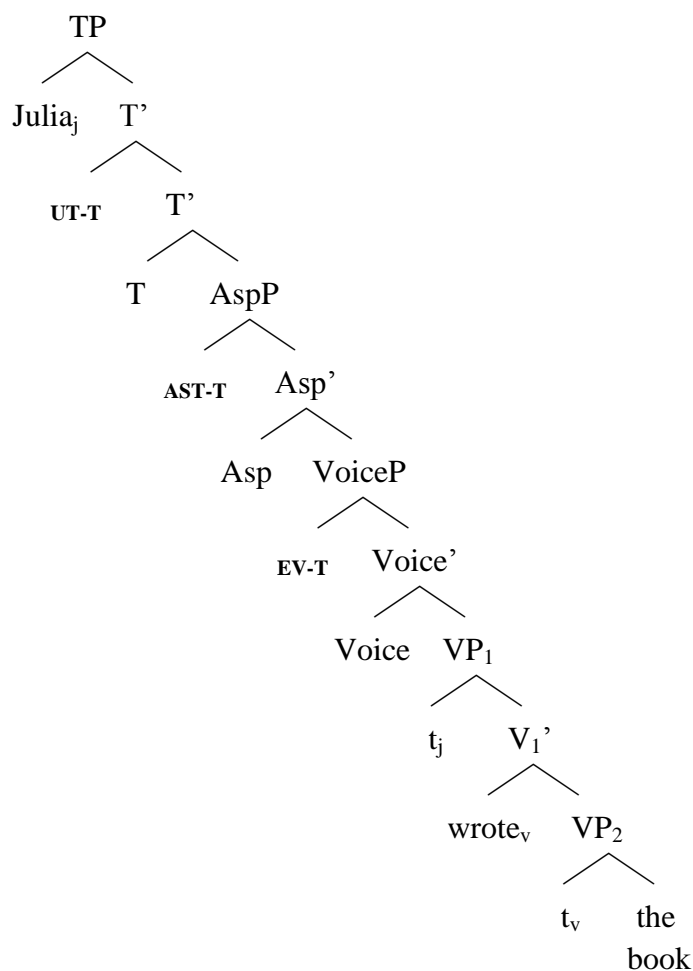 TP
Juliaj T’
UT-T T’
T AspP
AST-T Asp’
Asp VoiceP
EV-T Voice’
Voice VP1
tj V1’
wrotev VP2
tv the
book